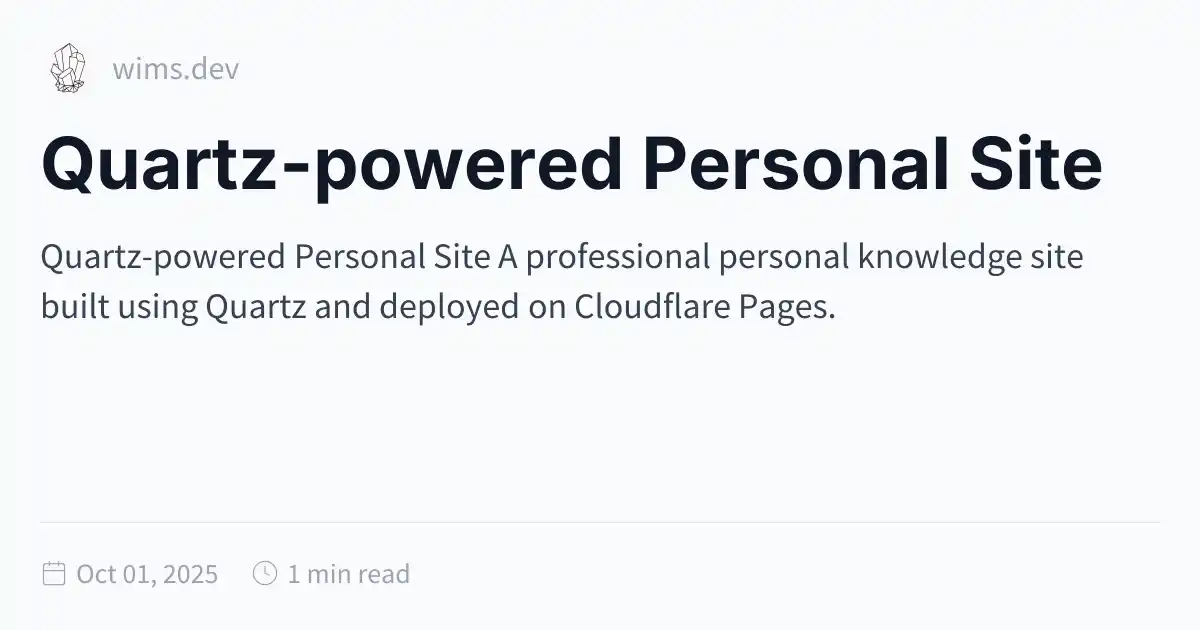 wims.dev
Quartz-powered Personal Site
Quartz-powered Personal Site A professional personal knowledge site
built using Quartz and deployed on Cloudflare Pages.
Oct 01, 2025 1 min read